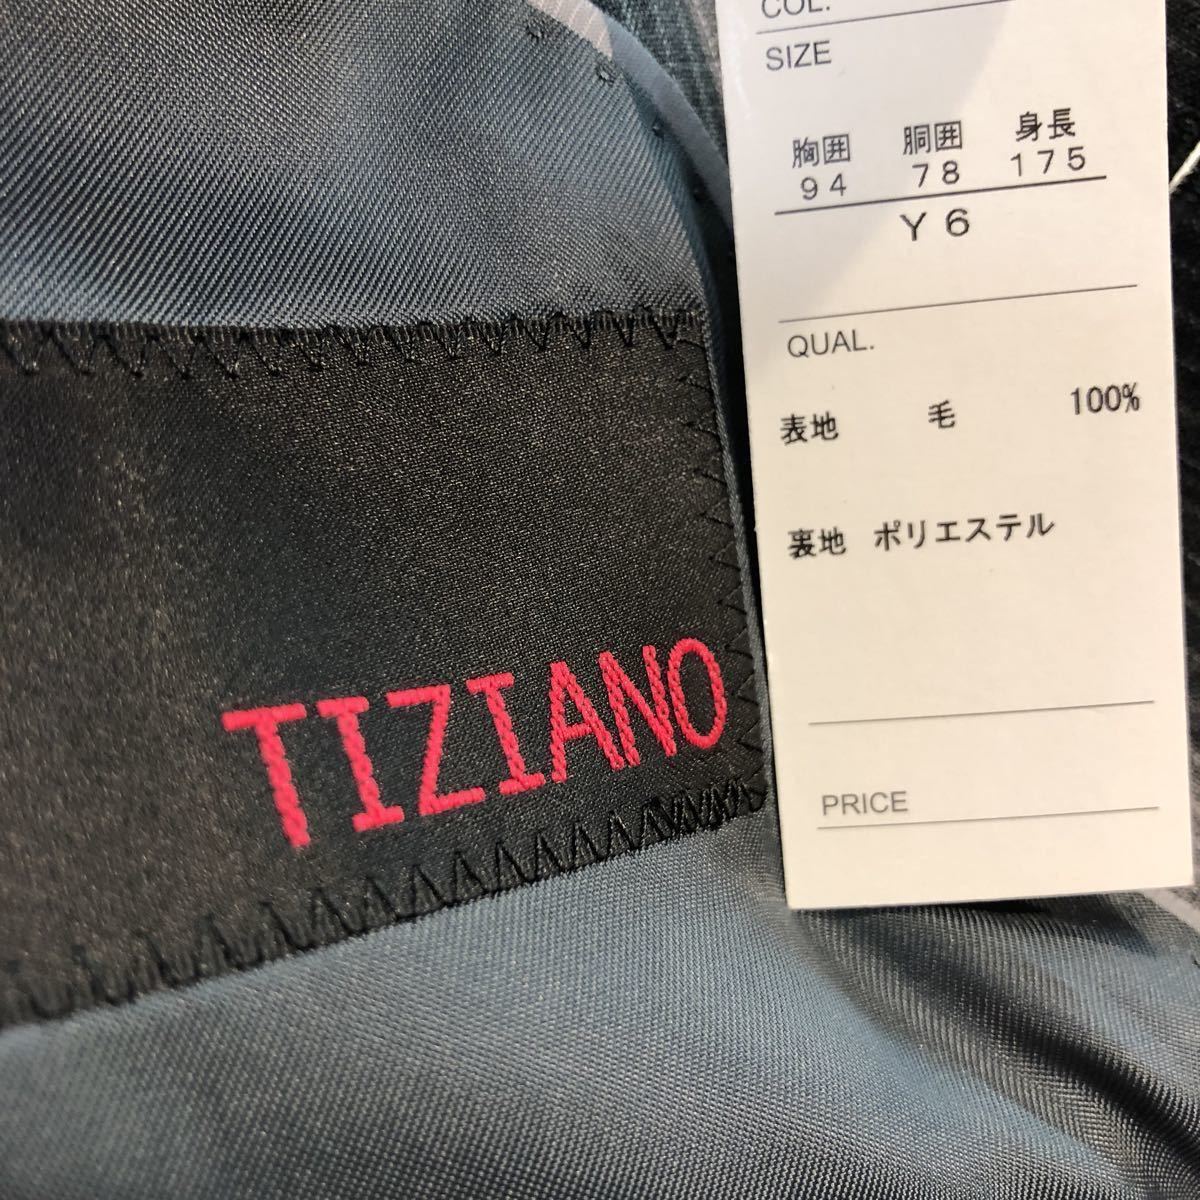 COL.
SIZE
胸囲 胴囲 身長
94 78 175
Y6
QUAL.
表地 毛 100%
裏地 ポリエステル
PRICE
TIZIANO